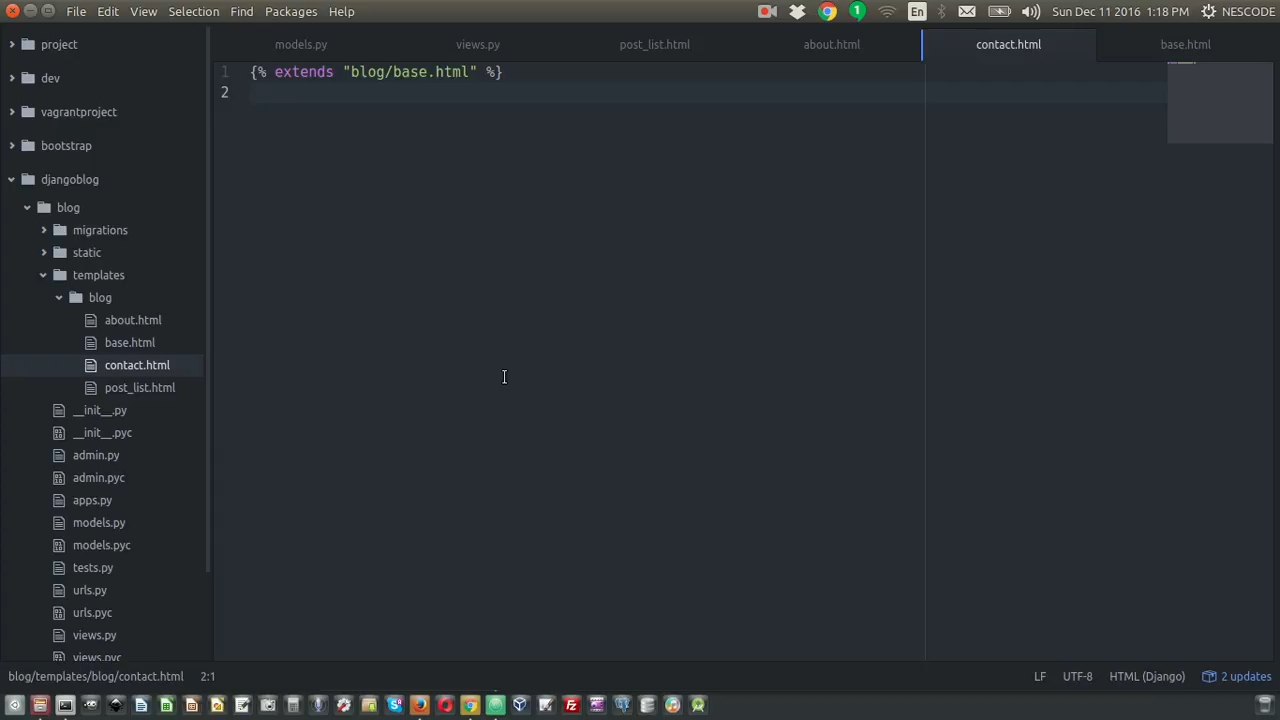 File Edit View Selection Find Packages Help
1 En Sun Dec 11 2016 1:18 PM NESCODE
project
dev
vagrantproject
bootstrap
djangoblog
blog
migrations
static
templates
blog
about.html
base.html
contact.html
post_list.html
__init__.py
__init__.pyc
admin.py
admin.pyc
apps.py
models.py
models.pyc
tests.py
urls.py
urls.pyc
views.py
views.pyc
models.py views.py post_list.html about.html contact.html base.html
1 {% extends "blog/base.html" %}
2
blog/templates/blog/contact.html 2:1 LF UTF-8 HTML (Django) 2 updates